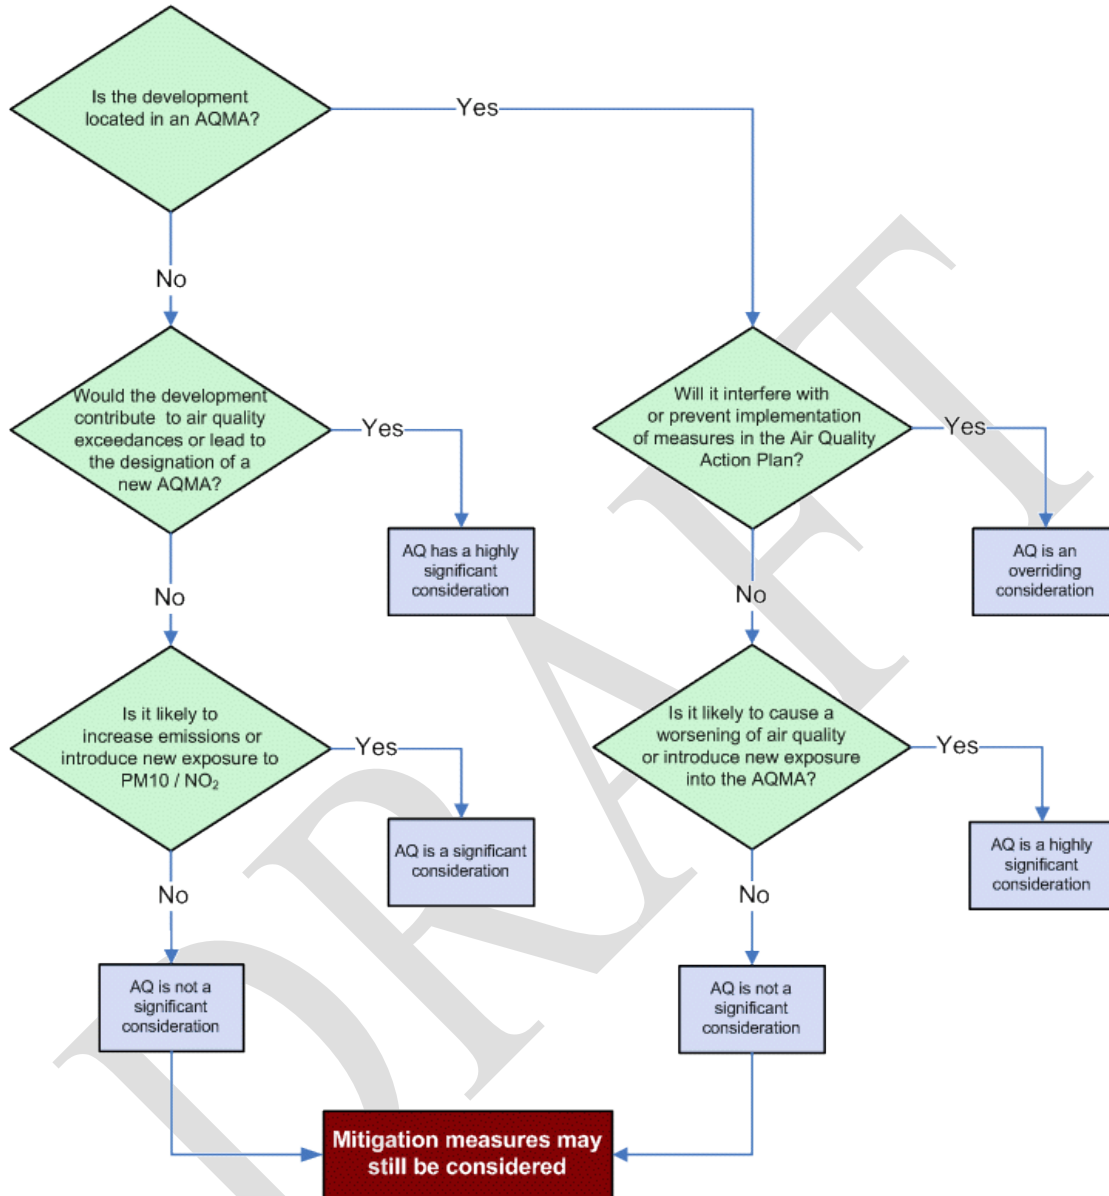 Is the development
located in an AQMA?
Yes
No
Would the development
contribute to air quality
exceedances or lead to
the designation of a
new AQMA?
Yes
Will it interfere with
or prevent implementation
of measures in the Air Quality
Action Plan?
Yes
AQ has a highly
significant
consideration
AQ is an
overriding
consideration
No
No
Is it likely to
increase emissions or
introduce new exposure to
PM10 / NO₂
Yes
Is it likely to cause a
worsening of air quality
or introduce new exposure
into the AQMA?
Yes
AQ is a significant
consideration
AQ is a highly
significant
consideration
No
No
AQ is not a
significant
consideration
AQ is not a
significant
consideration
Mitigation measures may
still be considered
DRAFT